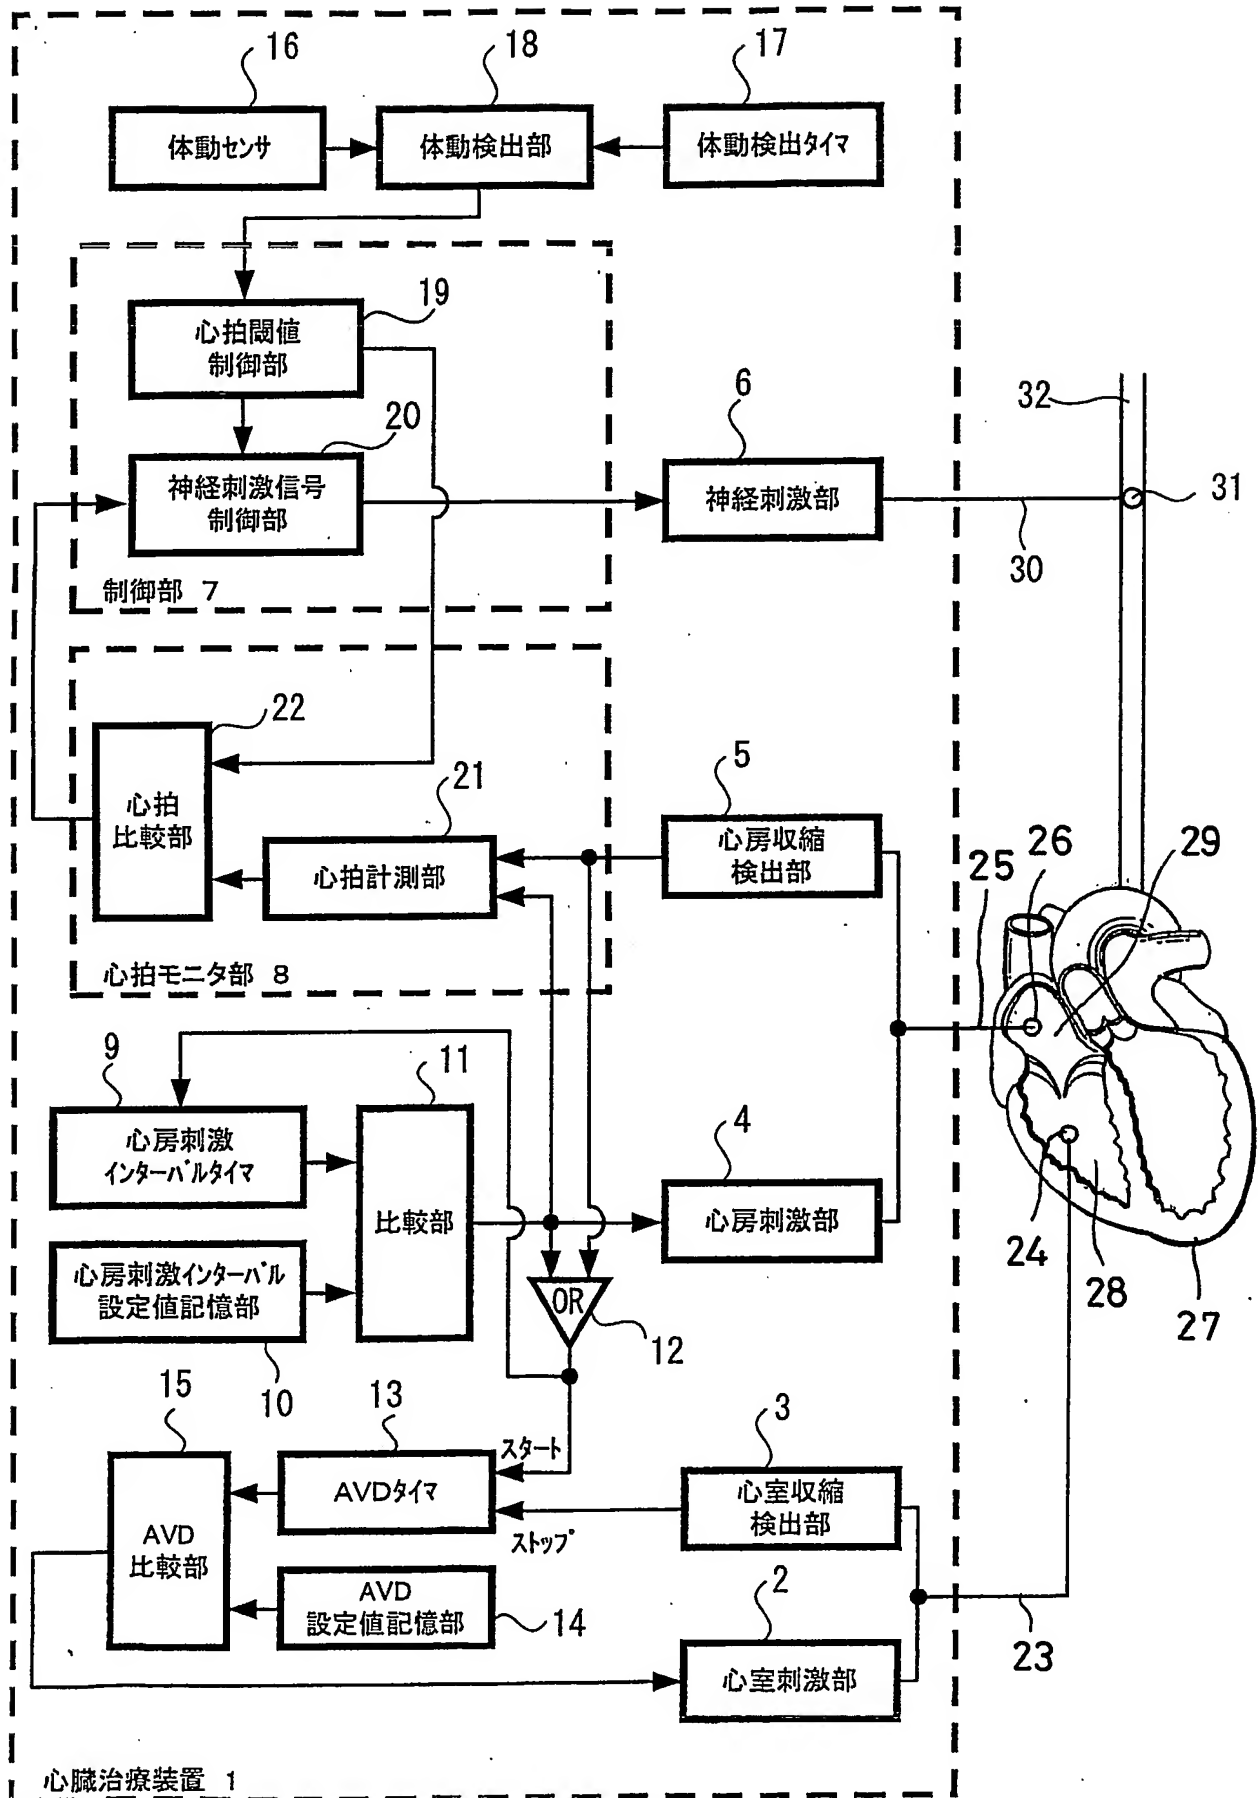 16
18
17
体動センサ
体動検出部
体動検出タイマ
19
心拍閾値
制御部
20
神経刺激信号
制御部
制御部 7
6
神経刺激部
32
31
30
22
心拍
比較部
21
心拍計測部
心拍モニタ部 8
5
心房収縮
検出部
25
26
29
9
心房刺激
インターバルタイマ
11
比較部
4
心房刺激部
心房刺激インターバル
設定値記憶部
10
OR
12
24
28
27
15
AVD
比較部
13
AVDタイマ
スタート
ストップ
3
心室収縮
検出部
AVD
設定値記憶部
14
2
心室刺激部
23
心臓治療装置 1